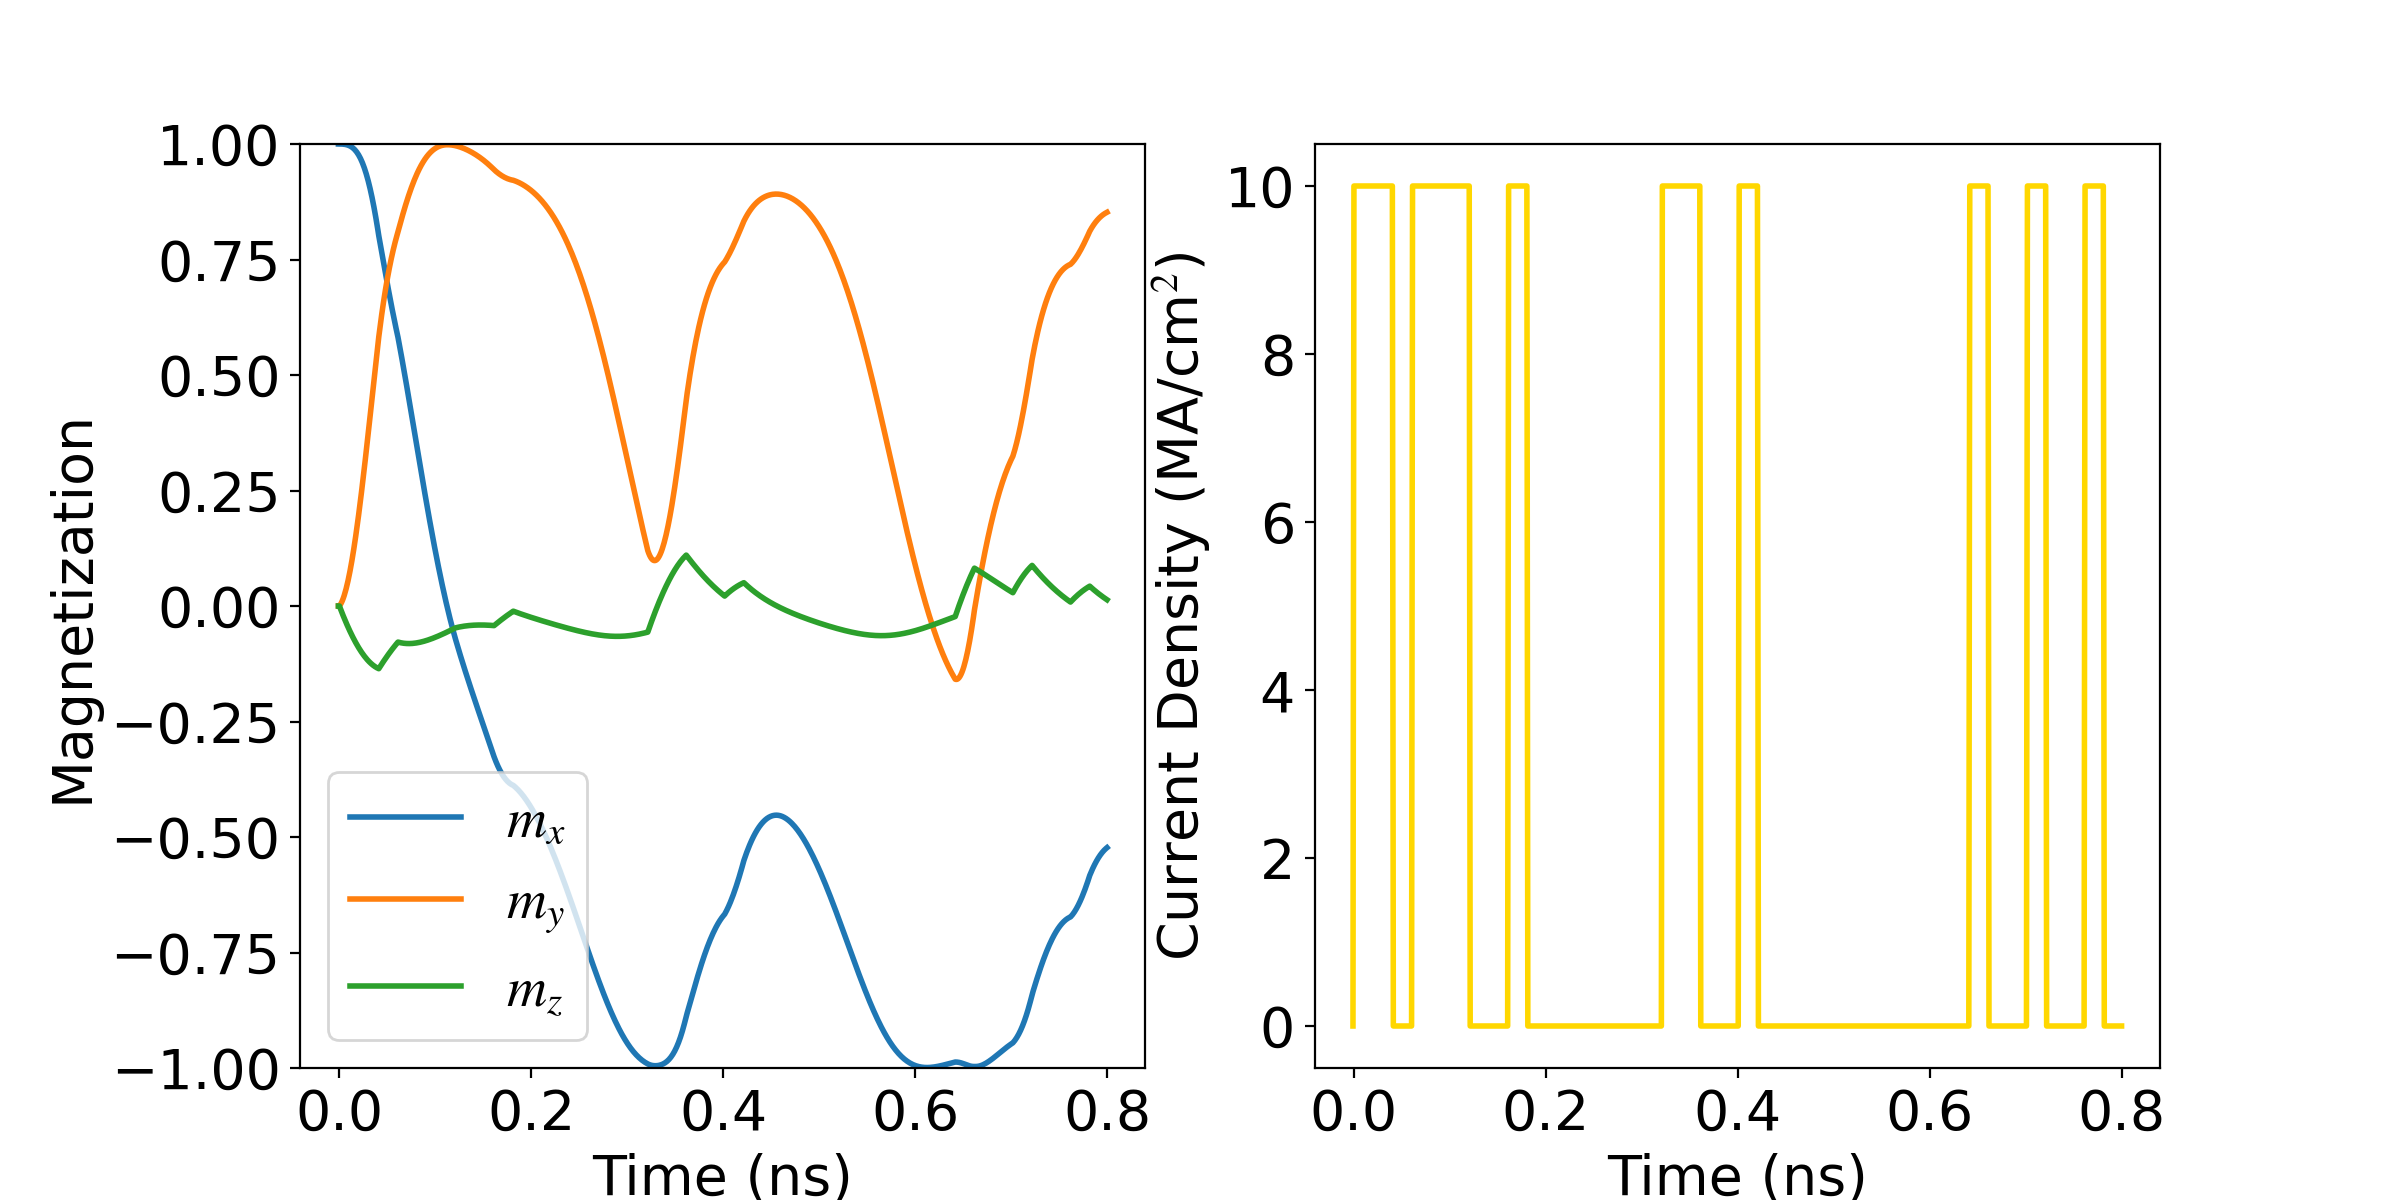 Magnetization
1.00
0.75
0.50
0.25
0.00
−0.25
−0.50
−0.75
−1.00
0.0 0.2 0.4 0.6 0.8
Time (ns)
m_x
m_y
m_z
Current Density (MA/cm²)
10
8
6
4
2
0
0.0 0.2 0.4 0.6 0.8
Time (ns)